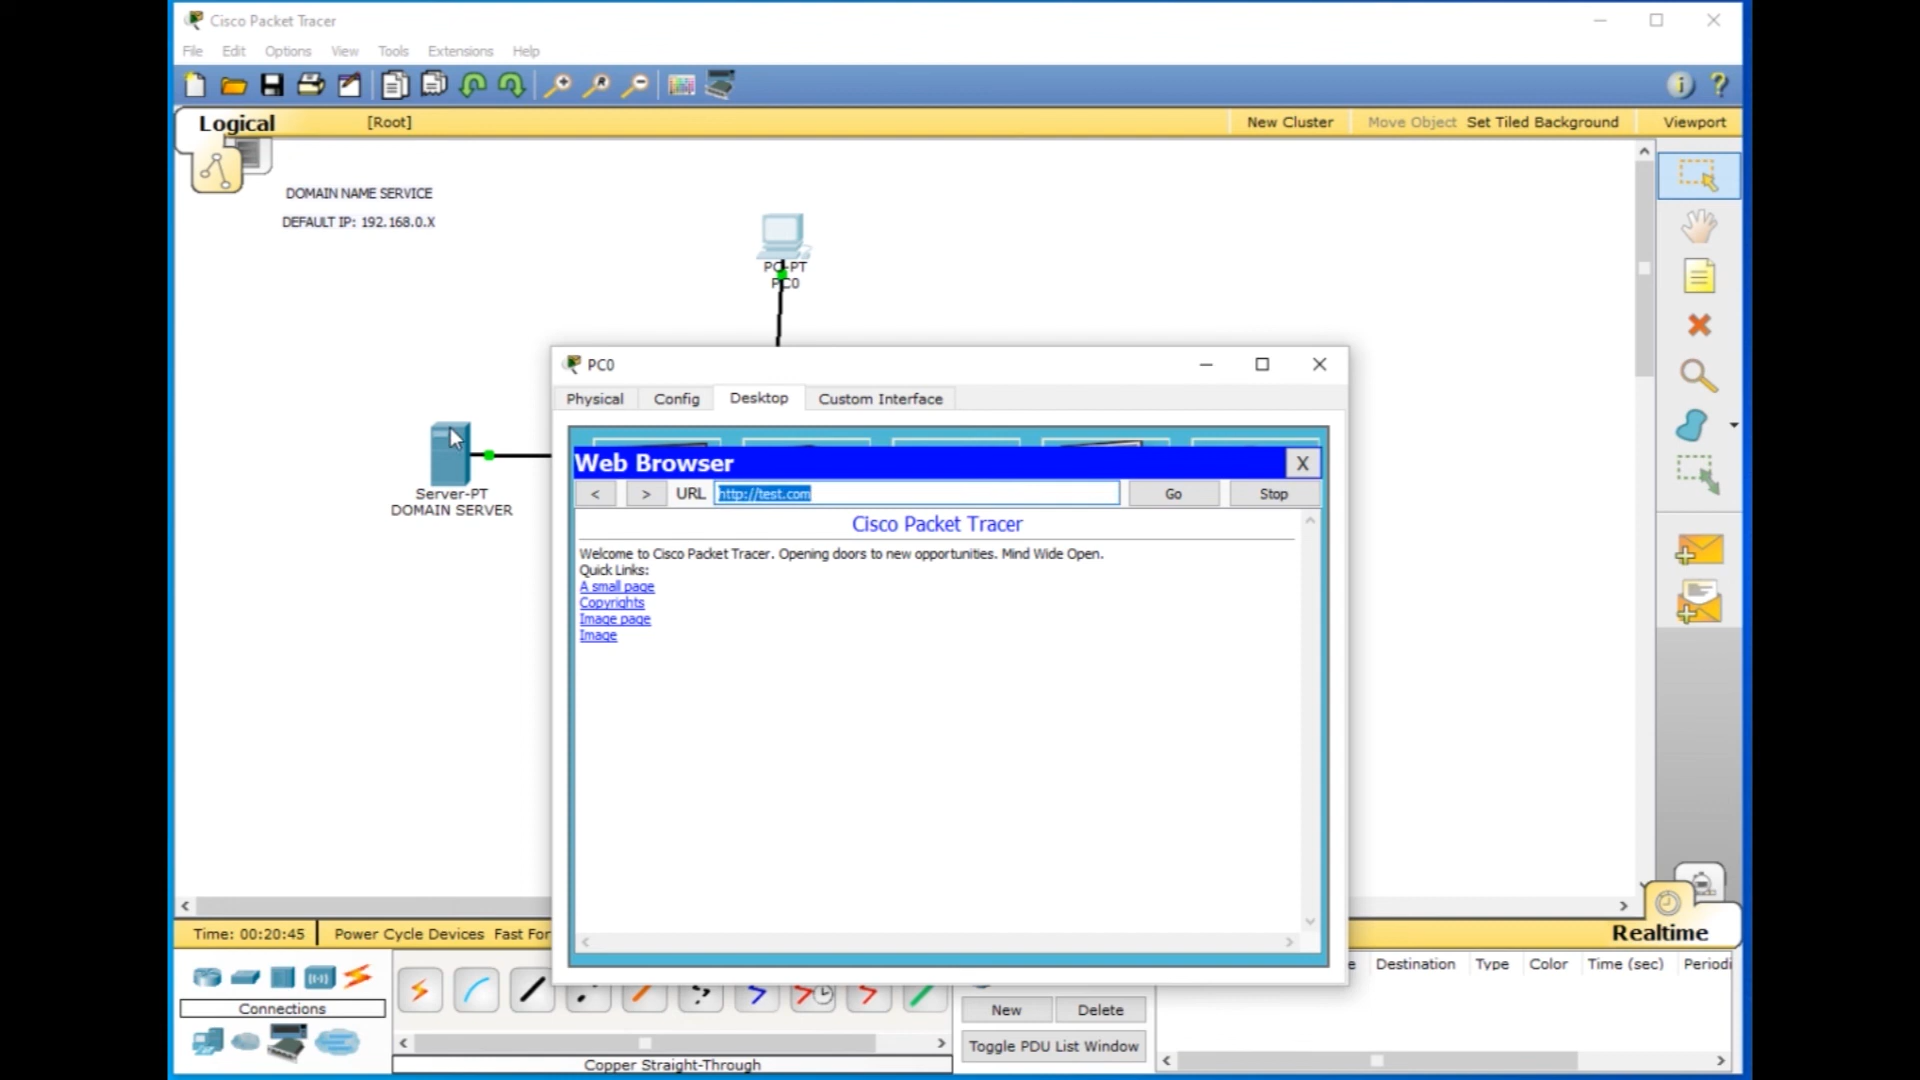 Cisco Packet Tracer
File Edit Options View Tools Extensions Help
Logical [Root] New Cluster Move Object Set Tiled Background Viewport
DOMAIN NAME SERVICE
DEFAULT IP: 192.168.0.X
PC-PT
PC0
PC0
Physical Config Desktop Custom Interface
Web Browser X
< > URL http://test.com Go Stop
Cisco Packet Tracer
Welcome to Cisco Packet Tracer. Opening doors to new opportunities. Mind Wide Open.
Quick Links:
A small page
Copyrights
Image page
Image
Server-PT
DOMAIN SERVER
Time: 00:20:45 Power Cycle Devices Fast For
Realtime
Destination Type Color Time (sec) Periodi
Connections
New Delete
Toggle PDU List Window
Copper Straight-Through